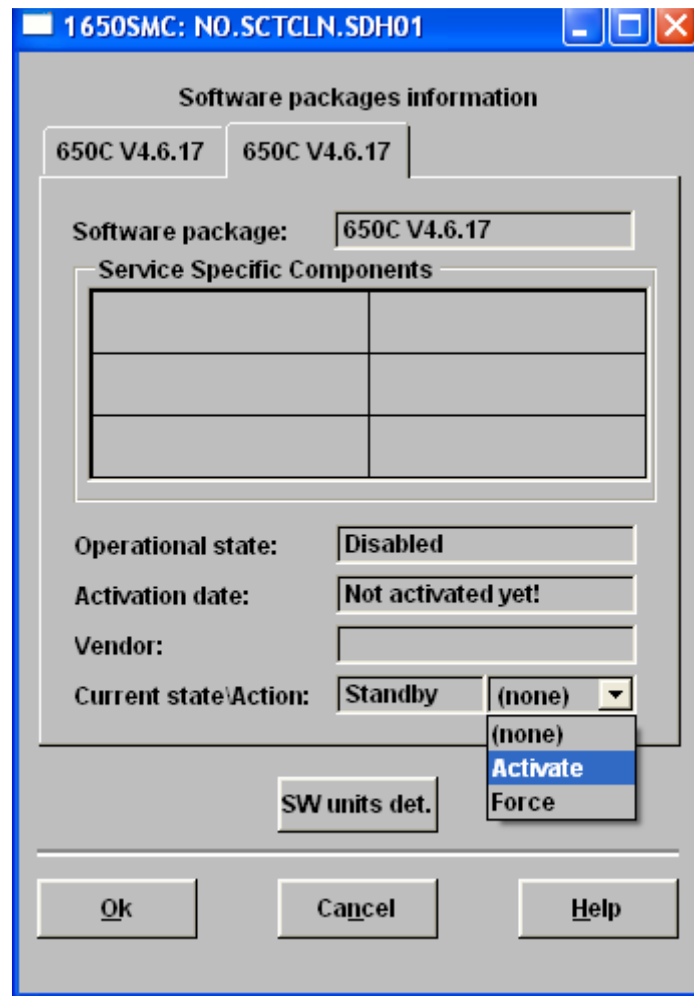 1650SMC: NO.SCTCLN.SDH01
Software packages information
650C V4.6.17 650C V4.6.17
Software package: 650C V4.6.17
Service Specific Components
Operational state: Disabled
Activation date: Not activated yet!
Vendor:
Current state\Action: Standby (none)
(none)
Activate
Force
SW units det.
Ok Cancel Help